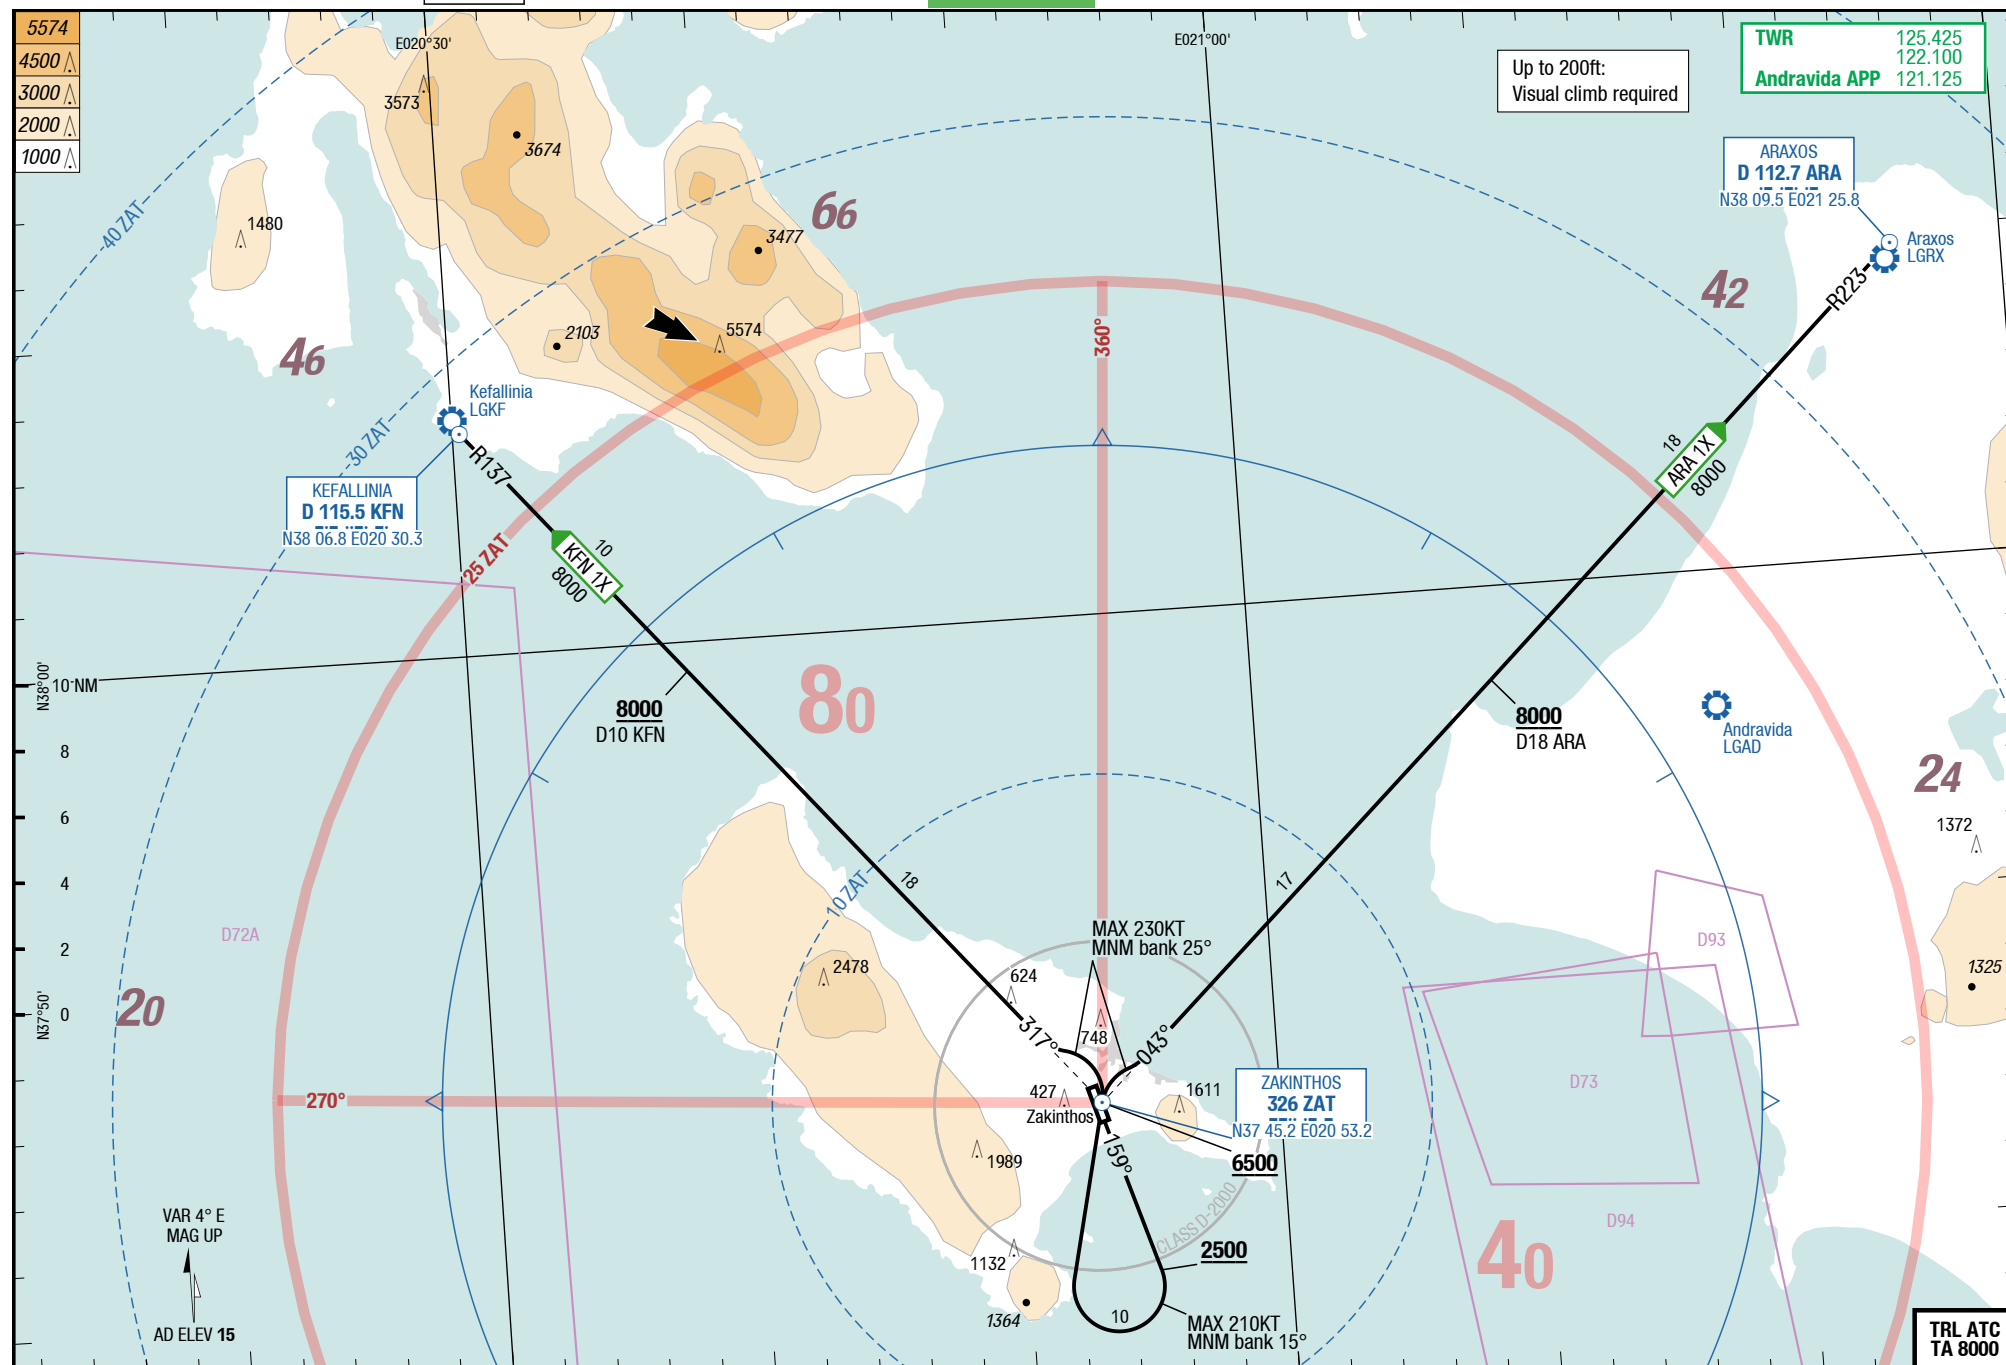 5574
4500
3000
2000
1000
E020°30'
E021°00'
3573
3674
1480
40 ZAT
66
3477
Up to 200ft:
Visual climb required
TWR 125.425
122.100
Andravida APP 121.125
ARAXOS
D 112.7 ARA
N38 09.5 E021 25.8
Araxos
LGRX
R223
42
46
2103
5574
360°
Kefallinia
LGKF
30 ZAT
R137
KEFALLINIA
D 115.5 KFN
N38 06.8 E020 30.3
25 ZAT
10
KFN 1X
8000
18
ARA 1X
8000
N38°00'
10 NM
8
6
4
2
0
N37°50'
8000
D10 KFN
80
8000
D18 ARA
Andravida
LGAD
24
1372
18
10 ZAT
17
D72A
20
2478
624
MAX 230KT
MNM bank 25°
D93
1325
317°
748
043°
270°
427
Zakinthos
1611
ZAKINTHOS
326 ZAT
N37 45.2 E020 53.2
D73
159°
6500
1989
CLASS D-2000
D94
VAR 4° E
MAG UP
2500
40
1132
1364
10
MAX 210KT
MNM bank 15°
AD ELEV 15
TRL ATC
TA 8000